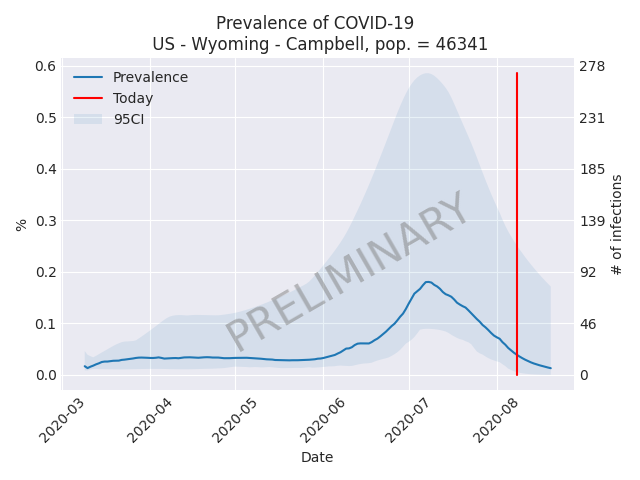 Prevalence of COVID-19
US - Wyoming - Campbell, pop. = 46341
Prevalence
Today
95CI
PRELIMINARY
%
0.6
0.5
0.4
0.3
0.2
0.1
0.0
278
231
185
139
92
46
0
# of infections
2020-03
2020-04
2020-05
2020-06
2020-07
2020-08
Date